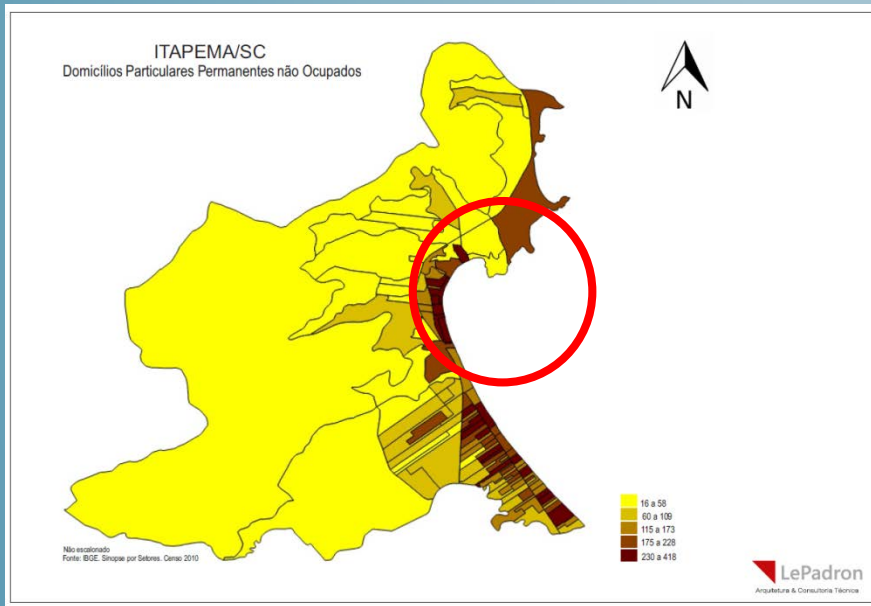 ITAPEMA/SC
Domicílios Particulares Permanentes não Ocupados
N
16 a 58
60 a 109
115 a 173
175 a 228
230 a 418
Não escalonado
Fonte: IBGE. Sinopse por Setores. Censo 2010
LePadron
Arquitetura & Consultoria Técnica